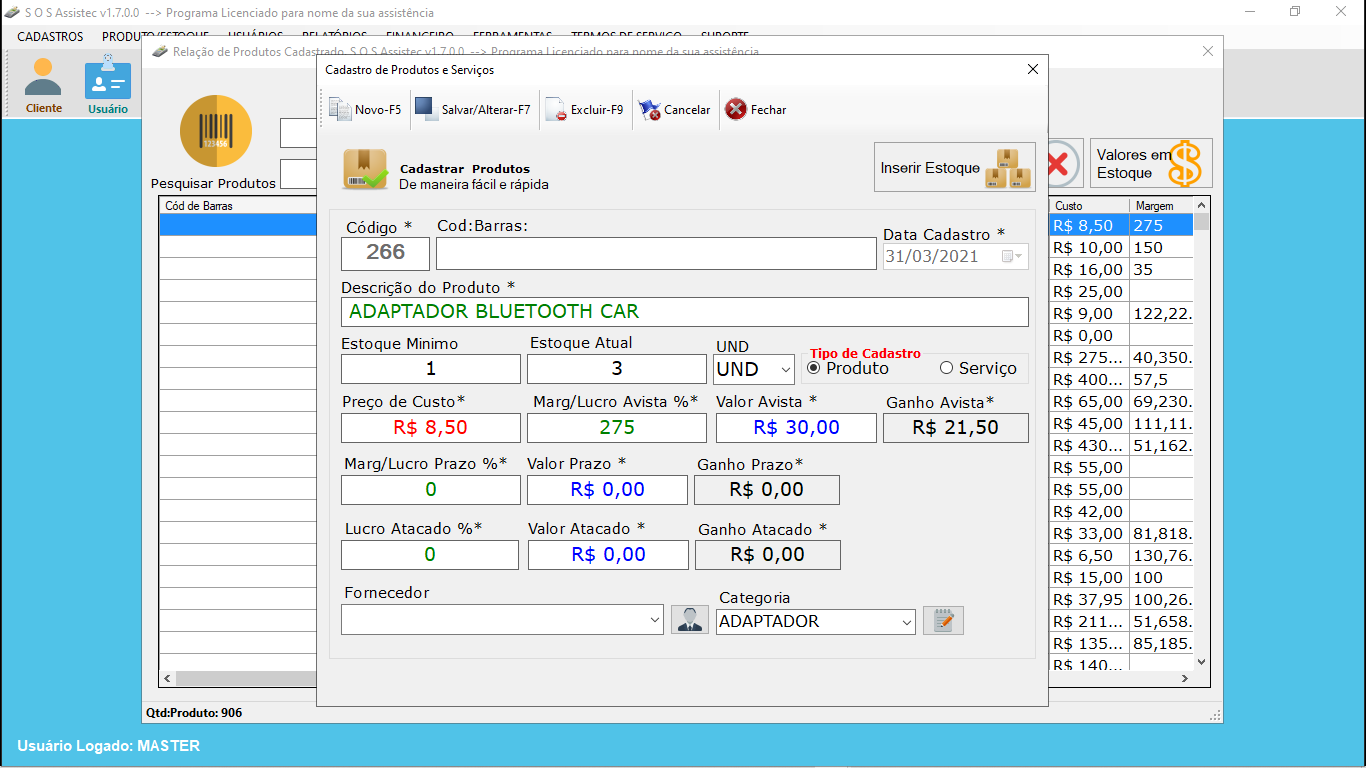 S O S Assistec v1.7.0.0 --> Programa Licenciado para nome da sua assistência
CADASTROS PRODUTO/ESTOQUE USUÁRIOS RELATÓRIOS FINANCEIRO FERRAMENTAS TERMOS DE SERVIÇO SUPORTE
Relação de Produtos Cadastrado S O S Assistec v1.7.0.0 --> Programa Licenciado para nome da sua assistência
Cliente
Usuário
Cadastro de Produtos e Serviços
Novo-F5
Salvar/Alterar-F7
Excluir-F9
Cancelar
Fechar
123456
Pesquisar Produtos
Cadastrar Produtos
De maneira fácil e rápida
Inserir Estoque
Valores em
Estoque
Cód de Barras
Custo Margem
Código *
266
Cod:Barras:
Data Cadastro *
31/03/2021
Descrição do Produto *
ADAPTADOR BLUETOOTH CAR
Estoque Minimo
1
Estoque Atual
3
UND
UND
Tipo de Cadastro
Produto
Serviço
Preço de Custo*
R$ 8,50
Marg/Lucro Avista %*
275
Valor Avista *
R$ 30,00
Ganho Avista*
R$ 21,50
Marg/Lucro Prazo %*
0
Valor Prazo *
R$ 0,00
Ganho Prazo*
R$ 0,00
Lucro Atacado %*
0
Valor Atacado *
R$ 0,00
Ganho Atacado *
R$ 0,00
Fornecedor
Categoria
ADAPTADOR
R$ 8,50 275
R$ 10,00 150
R$ 16,00 35
R$ 25,00
R$ 9,00 122,22.
R$ 0,00
R$ 275... 40,350.
R$ 400... 57,5
R$ 65,00 69,230.
R$ 45,00 111,11.
R$ 430... 51,162.
R$ 55,00
R$ 55,00
R$ 42,00
R$ 33,00 81,818.
R$ 6,50 130,76.
R$ 15,00 100
R$ 37,95 100,26.
R$ 211... 51,658.
R$ 135... 85,185.
R$ 140...
Qtd:Produto: 906
Usuário Logado: MASTER